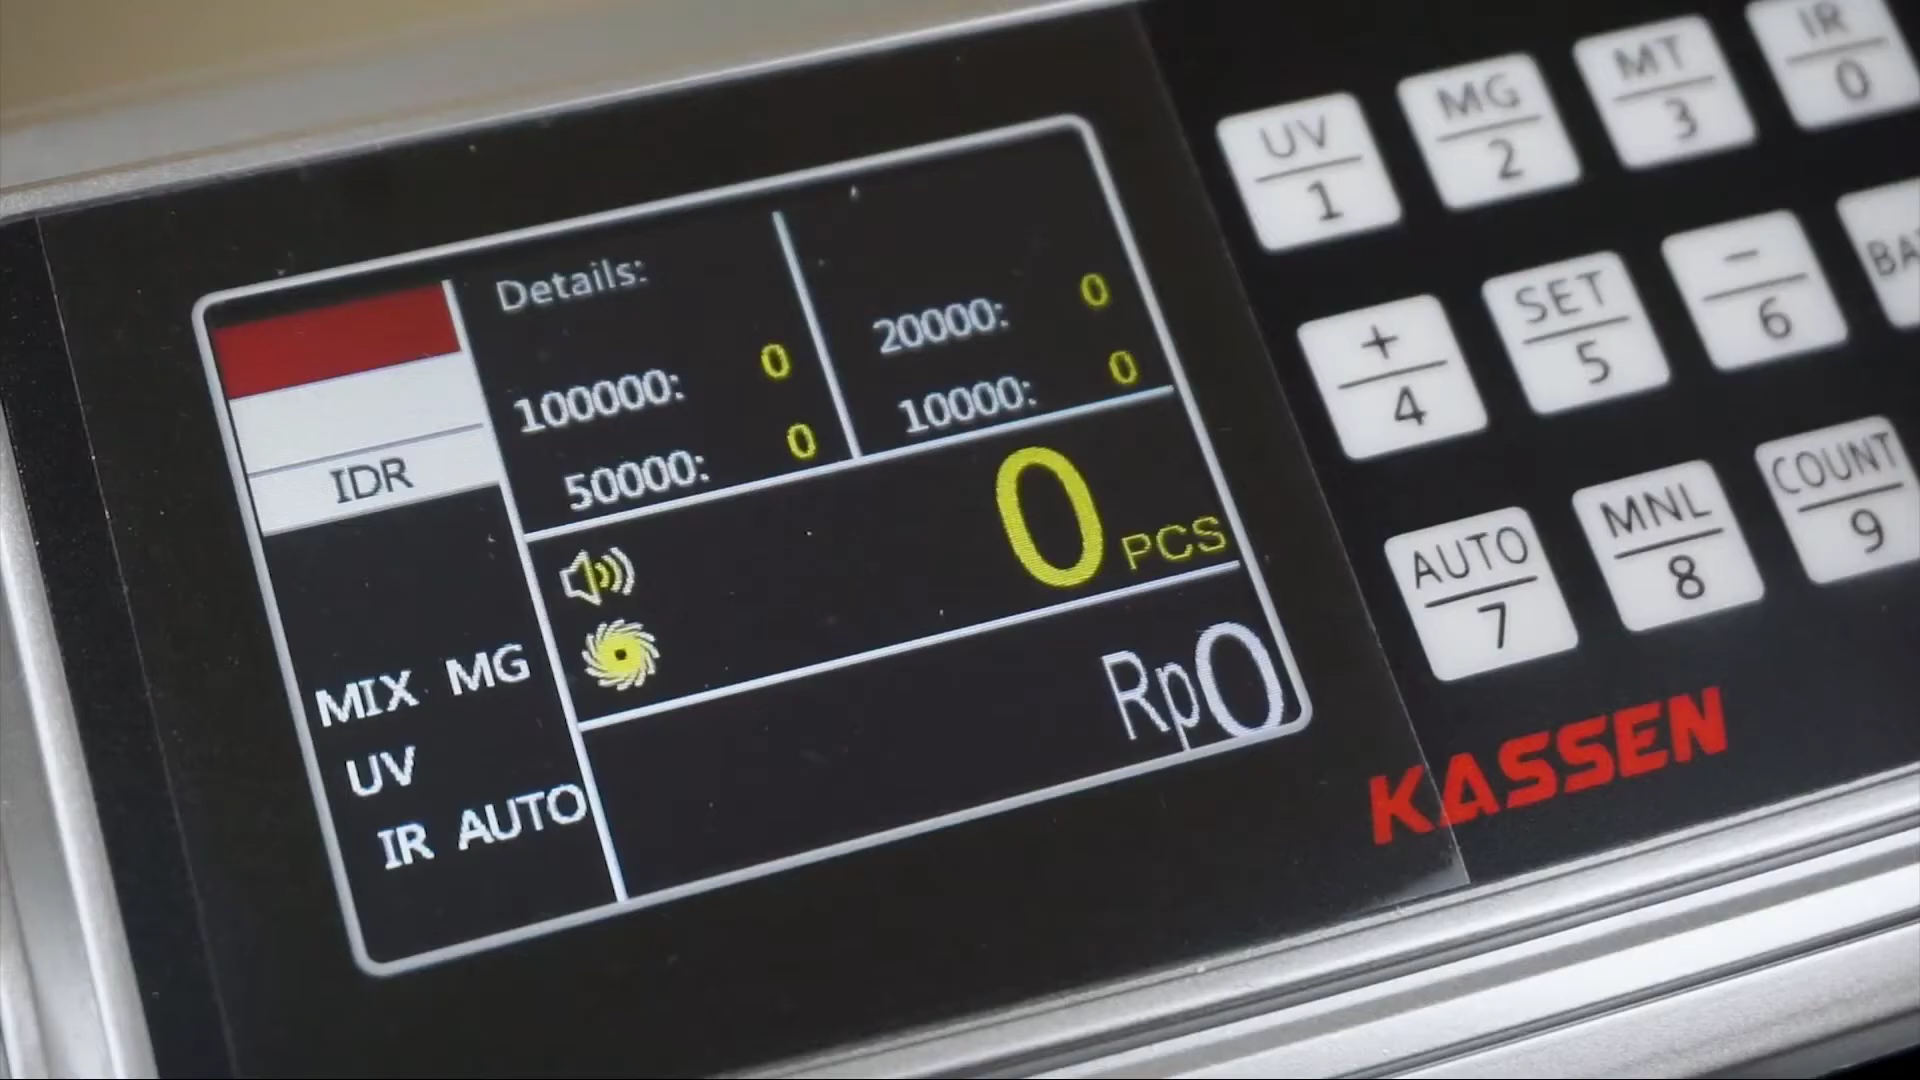 Details:
100000: 0
50000: 0
20000: 0
10000: 0
IDR
0 PCS
Rp0
MIX MG
UV
IR AUTO
UV 1
MG 2
MT 3
IR 0
+ 4
SET 5
- 6
AUTO 7
MNL 8
COUNT 9
KASSEN